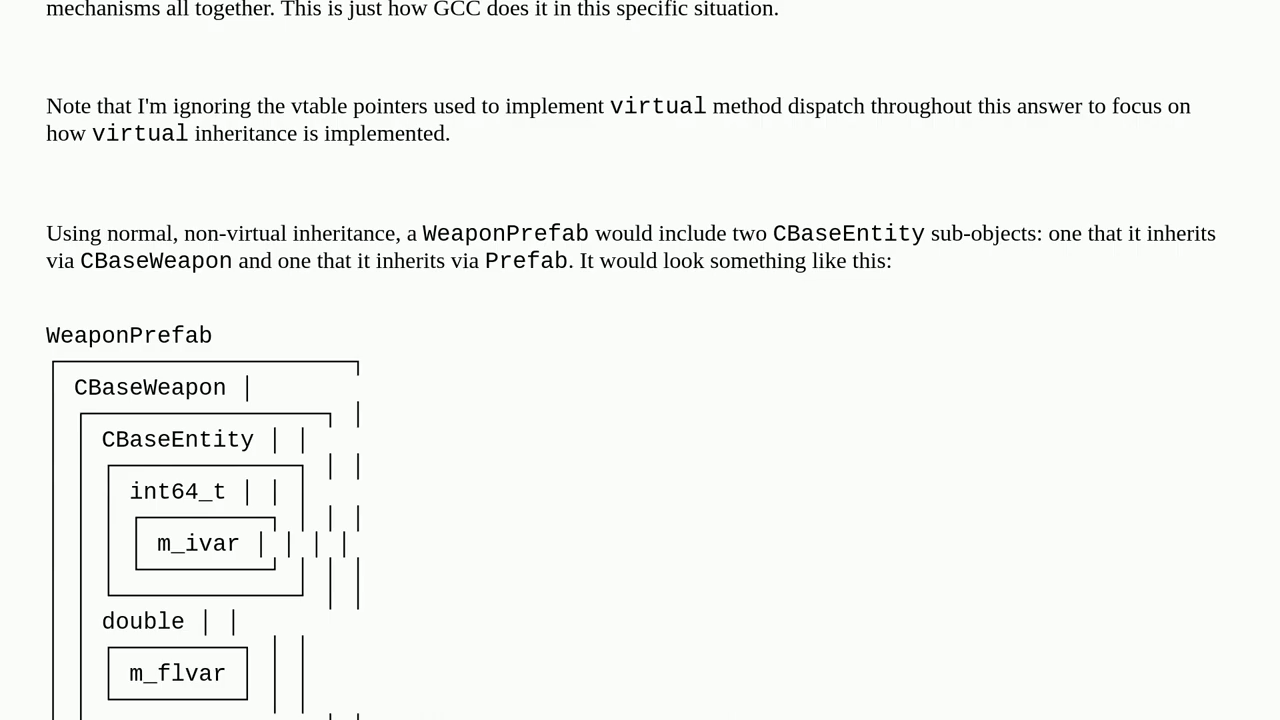 mechanisms all together. This is just how GCC does it in this specific situation.
Note that I'm ignoring the vtable pointers used to implement virtual method dispatch throughout this answer to focus on
how virtual inheritance is implemented.
Using normal, non-virtual inheritance, a WeaponPrefab would include two CBaseEntity sub-objects: one that it inherits
via CBaseWeapon and one that it inherits via Prefab. It would look something like this:
WeaponPrefab
CBaseWeapon
CBaseEntity
int64_t
m_ivar
double
m_flvar